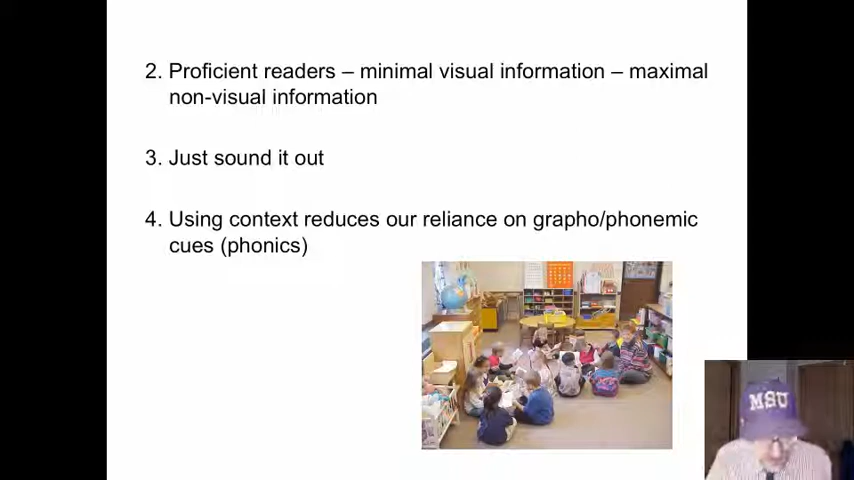 2. Proficient readers – minimal visual information – maximal
non-visual information
3. Just sound it out
4. Using context reduces our reliance on grapho/phonemic
cues (phonics)
MSU